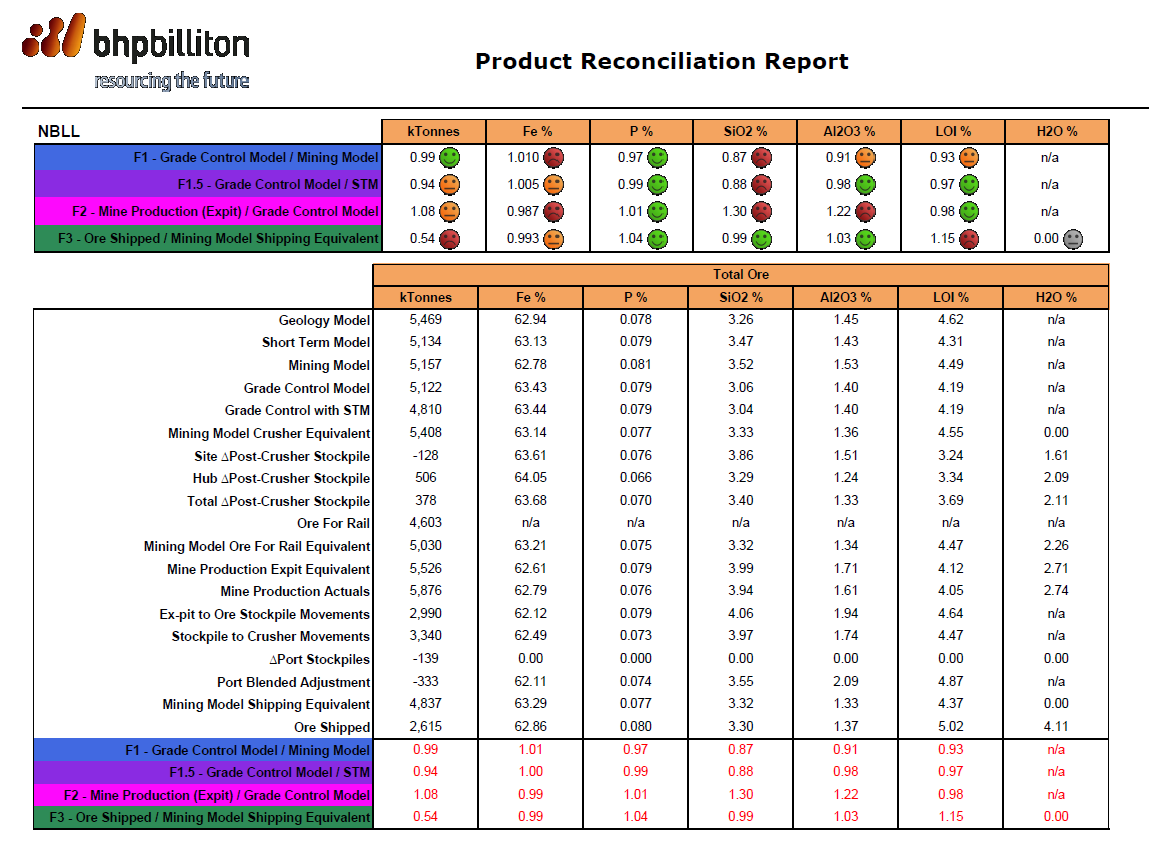 bhpbilliton
resourcing the future
Product Reconciliation Report
NBLL kTonnes Fe % P % SiO2 % Al2O3 % LOI % H2O %
F1 - Grade Control Model / Mining Model 0.99 1.010 0.97 0.87 0.91 0.93 n/a
F1.5 - Grade Control Model / STM 0.94 1.005 0.99 0.88 0.98 0.97 n/a
F2 - Mine Production (Expit) / Grade Control Model 1.08 0.987 1.01 1.30 1.22 0.98 n/a
F3 - Ore Shipped / Mining Model Shipping Equivalent 0.54 0.993 1.04 0.99 1.03 1.15 0.00
Total Ore
kTonnes Fe % P % SiO2 % Al2O3 % LOI % H2O %
Geology Model 5,469 62.94 0.078 3.26 1.45 4.62 n/a
Short Term Model 5,134 63.13 0.079 3.47 1.43 4.31 n/a
Mining Model 5,157 62.78 0.081 3.52 1.53 4.49 n/a
Grade Control Model 5,122 63.43 0.079 3.06 1.40 4.19 n/a
Grade Control with STM 4,810 63.44 0.079 3.04 1.40 4.19 n/a
Mining Model Crusher Equivalent 5,408 63.14 0.077 3.33 1.36 4.55 0.00
Site ∆Post-Crusher Stockpile -128 63.61 0.076 3.86 1.51 3.24 1.61
Hub ∆Post-Crusher Stockpile 506 64.05 0.066 3.29 1.24 3.34 2.09
Total ∆Post-Crusher Stockpile 378 63.68 0.070 3.40 1.33 3.69 2.11
Ore For Rail 4,603 n/a n/a n/a n/a n/a n/a
Mining Model Ore For Rail Equivalent 5,030 63.21 0.075 3.32 1.34 4.47 2.26
Mine Production Expit Equivalent 5,526 62.61 0.079 3.99 1.71 4.12 2.71
Mine Production Actuals 5,876 62.79 0.076 3.94 1.61 4.05 2.74
Ex-pit to Ore Stockpile Movements 2,990 62.12 0.079 4.06 1.94 4.64 n/a
Stockpile to Crusher Movements 3,340 62.49 0.073 3.97 1.74 4.47 n/a
∆Port Stockpiles -139 0.00 0.000 0.00 0.00 0.00 0.00
Port Blended Adjustment -333 62.11 0.074 3.55 2.09 4.87 n/a
Mining Model Shipping Equivalent 4,837 63.29 0.077 3.32 1.33 4.37 0.00
Ore Shipped 2,615 62.86 0.080 3.30 1.37 5.02 4.11
F1 - Grade Control Model / Mining Model 0.99 1.01 0.97 0.87 0.91 0.93 n/a
F1.5 - Grade Control Model / STM 0.94 1.00 0.99 0.88 0.98 0.97 n/a
F2 - Mine Production (Expit) / Grade Control Model 1.08 0.99 1.01 1.30 1.22 0.98 n/a
F3 - Ore Shipped / Mining Model Shipping Equivalent 0.54 0.99 1.04 0.99 1.03 1.15 0.00